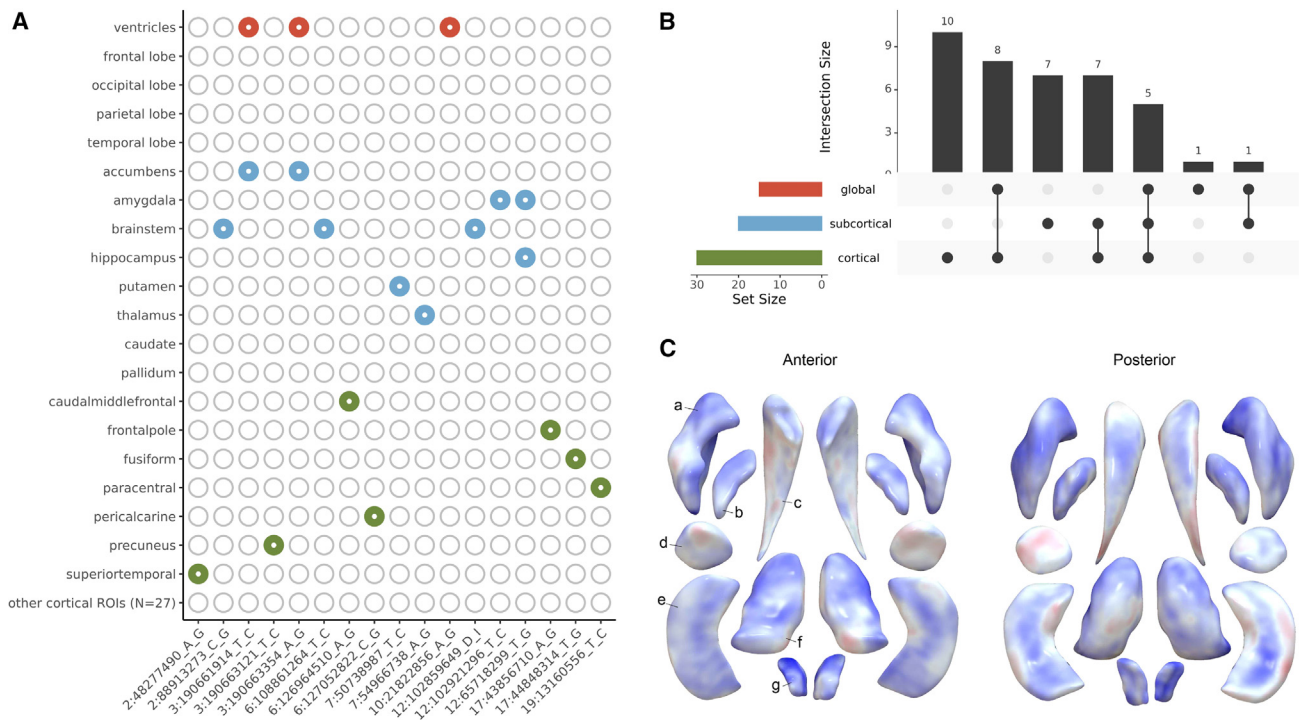 A
ventricles
frontal lobe
occipital lobe
parietal lobe
temporal lobe
accumbens
amygdala
brainstem
hippocampus
putamen
thalamus
caudate
pallidum
caudalmiddlefrontal
frontalpole
fusiform
paracentral
pericalcarine
precuneus
superiortemporal
other cortical ROIs (N=27)
2:48277490_A_G
2:88913273_C_G
3:190661914_T_C
3:190663121_T_C
3:190666354_A_G
6:108861264_T_C
6:126964510_A_G
6:127052822_C_G
7:50738987_T_C
7:54966738_A_G
10:21822856_A_G
12:102859649_D_I
12:102921296_T_C
12:65718299_T_G
17:43856710_A_G
17:44848314_T_G
19:13160556_T_C
B
Intersection Size
9
6
3
0
10
8
7
7
5
1
1
global
subcortical
cortical
30
20
10
0
Set Size
C
Anterior
Posterior
a
b
c
d
e
f
g